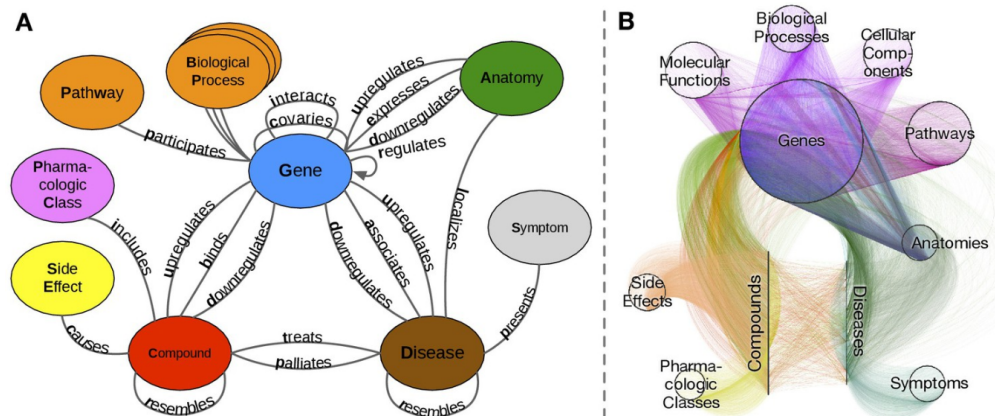 A
Pathway
Biological
Process
Anatomy
interacts
covaries
upregulates
expresses
downregulates
regulates
participates
Gene
Pharma-
cologic
Class
Side
Effect
Symptom
includes
upregulates
binds
downregulates
downregulates
associates
upregulates
localizes
presents
causes
Compound
treats
palliates
Disease
resembles
resembles
B
Biological
Processes
Cellular
Comp-
onents
Molecular
Functions
Genes
Pathways
Anatomies
Side
Effects
Compounds
Diseases
Pharma-
cologic
Classes
Symptoms